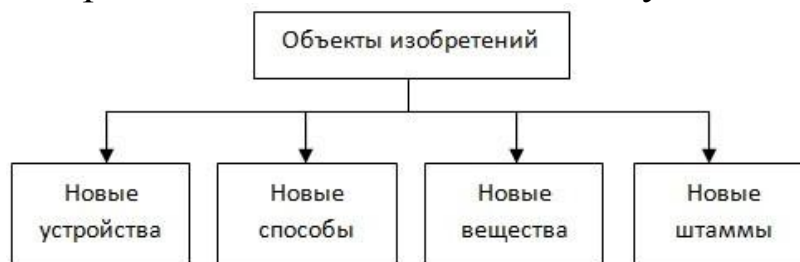 Объекты изобретений
Новые Новые Новые Новые
устройства способы вещества штаммы